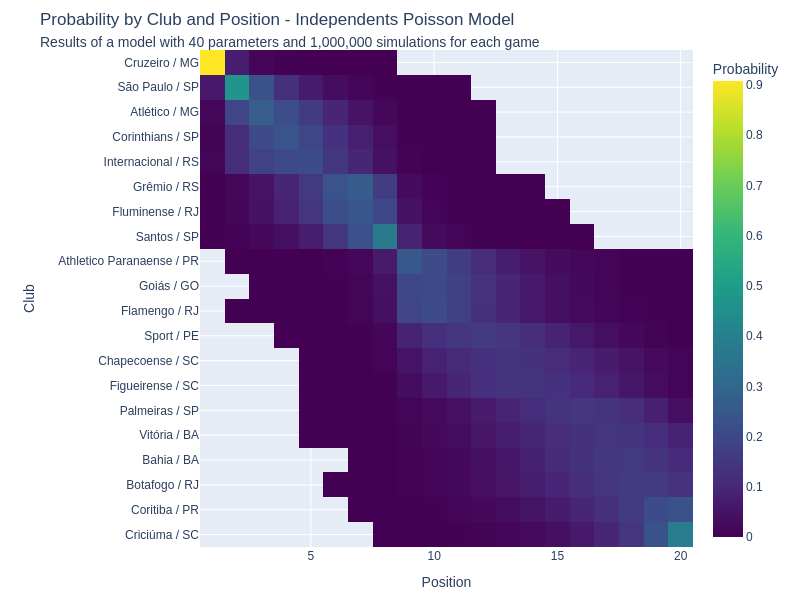 Probability by Club and Position - Independents Poisson Model
Results of a model with 40 parameters and 1,000,000 simulations for each game
Probability
Club
Cruzeiro / MG
São Paulo / SP
Atlético / MG
Corinthians / SP
Internacional / RS
Grêmio / RS
Fluminense / RJ
Santos / SP
Athletico Paranaense / PR
Goiás / GO
Flamengo / RJ
Sport / PE
Chapecoense / SC
Figueirense / SC
Palmeiras / SP
Vitória / BA
Bahia / BA
Botafogo / RJ
Coritiba / PR
Criciúma / SC
0.9
0.8
0.7
0.6
0.5
0.4
0.3
0.2
0.1
0
5 10 15 20
Position